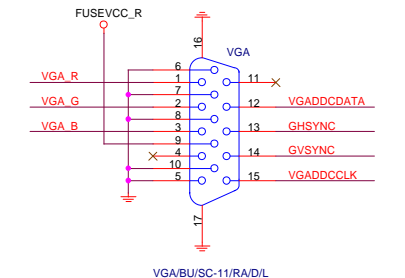 FUSEVCC_R
16
VGA
6
VGA_R 1 11
7
VGA_G 2 12 VGADDCDATA
8
VGA_B 3 13 GHSYNC
9
4 14 GVSYNC
10
5 15 VGADDCCLK
17
VGA/BU/SC-11/RA/D/L